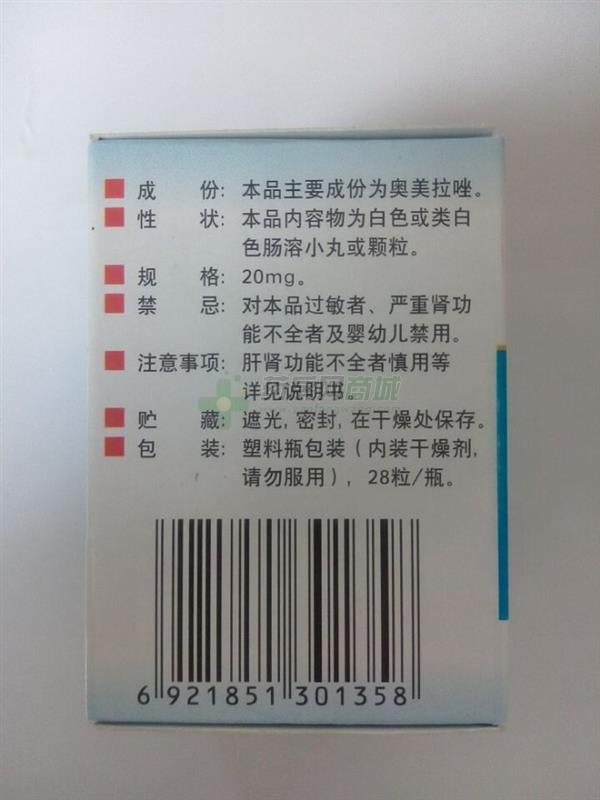 成份：本品主要成份为奥美拉唑。
性状：本品内容物为白色或类白
色肠溶小丸或颗粒。
规格：20mg。
禁忌：对本品过敏者、严重肾功
能不全者及婴幼儿禁用。
注意事项：肝肾功能不全者慎用等
详见说明书。
商城
贮藏：遮光,密封,在干燥处保存。
包装：塑料瓶包装（内装干燥剂,
请勿服用），28粒/瓶。
6 921851 301358